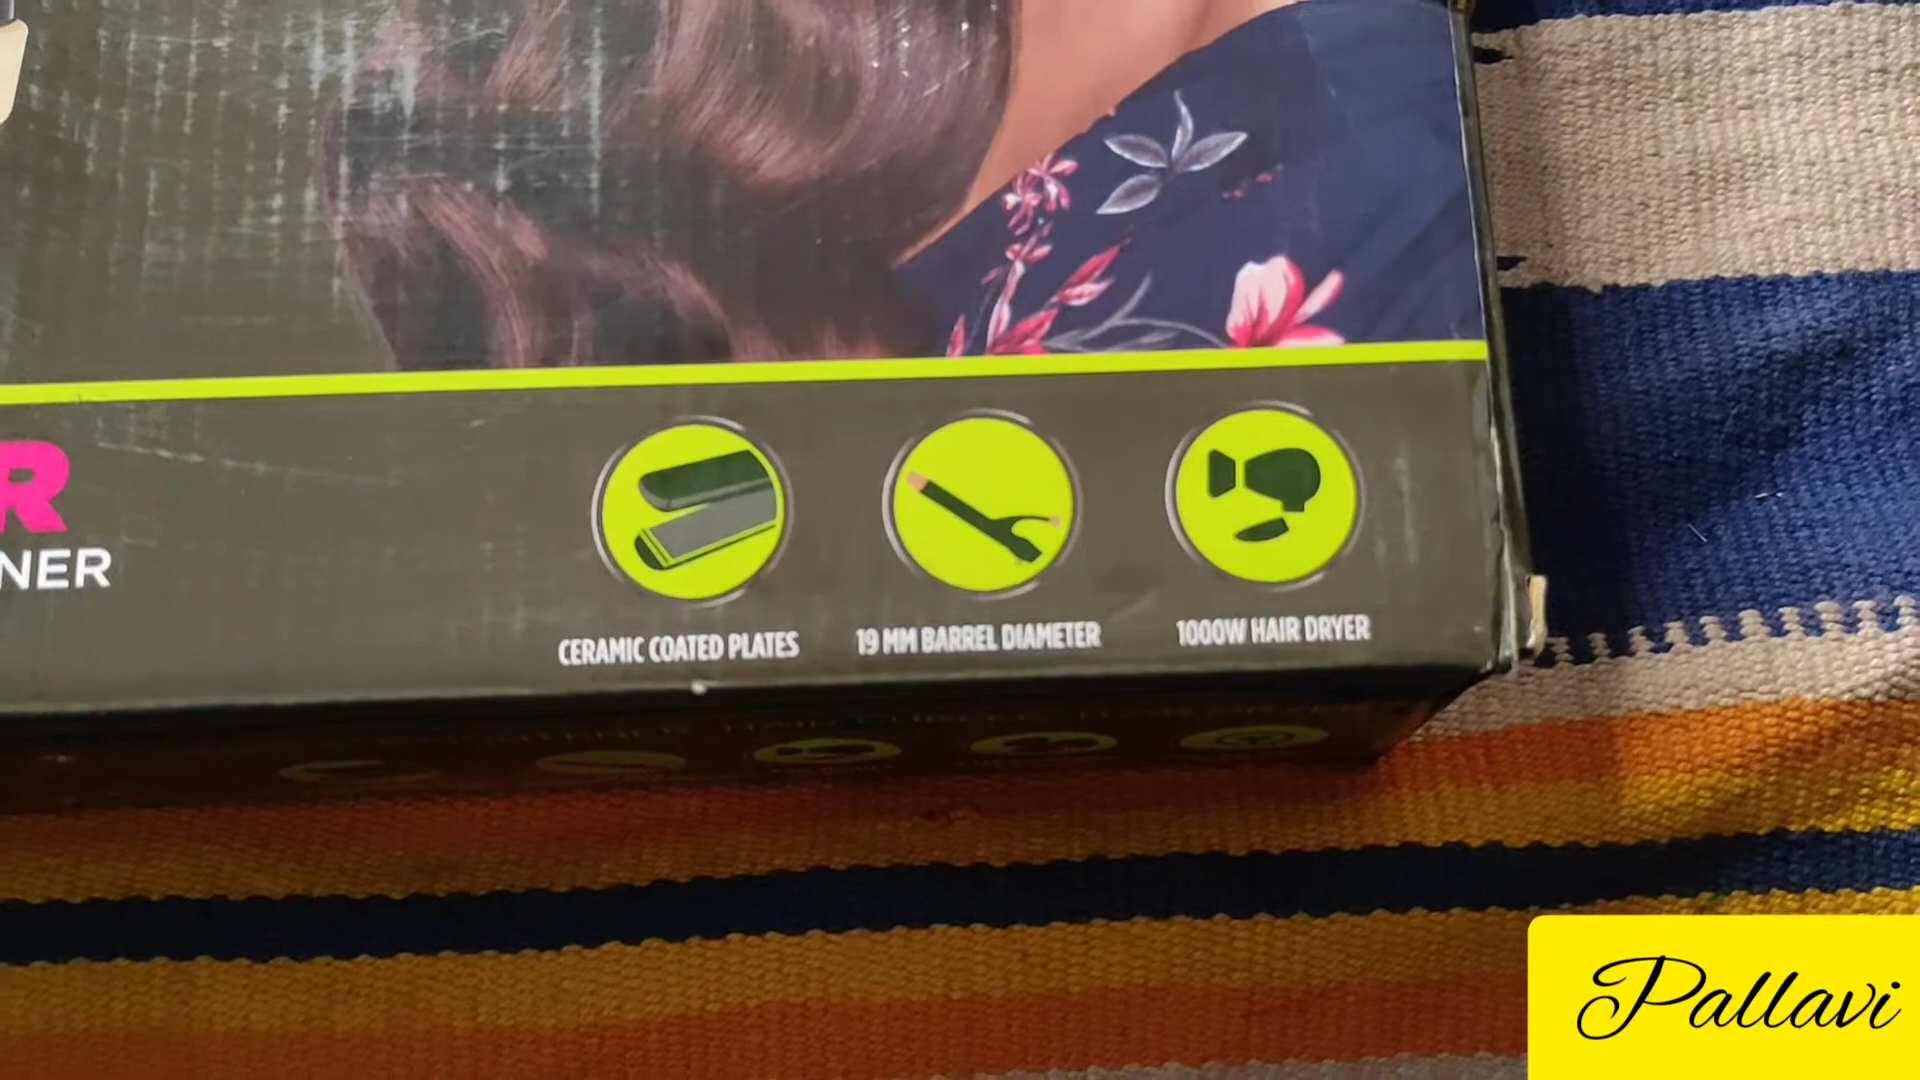 R
NER
CERAMIC COATED PLATES
19 MM BARREL DIAMETER
1000W HAIR DRYER
Pallavi